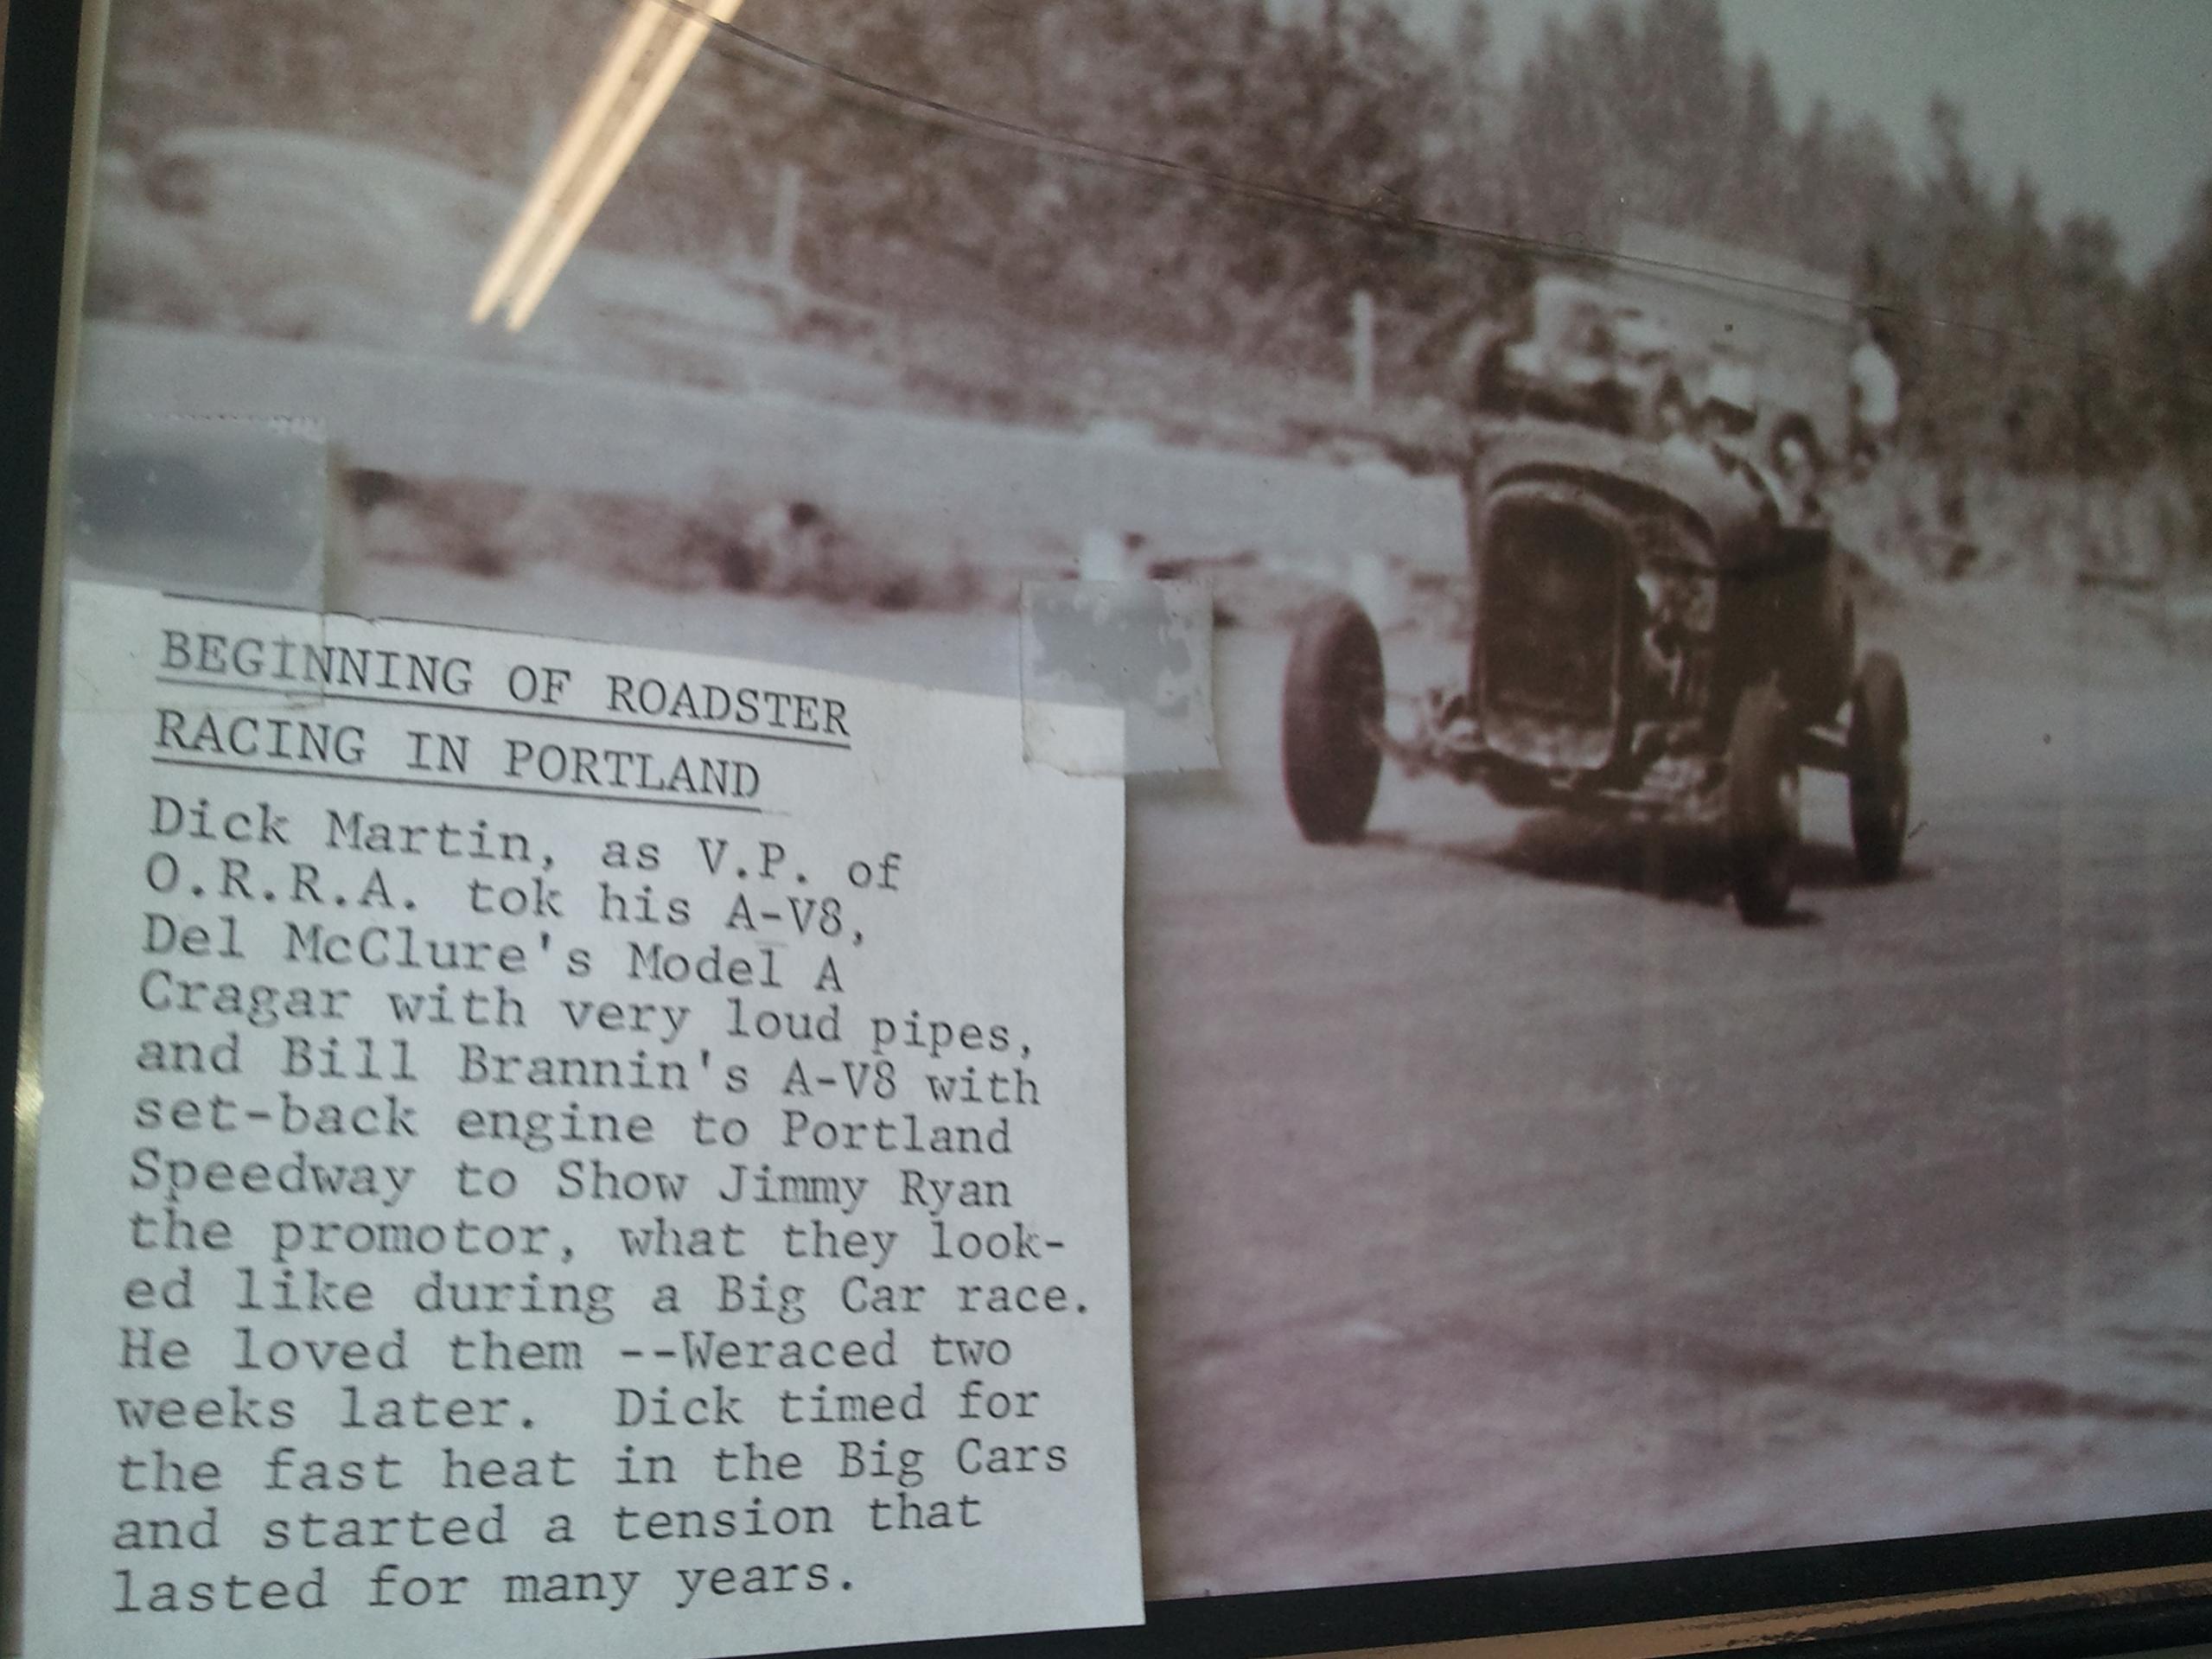 BEGINNING OF ROADSTER
RACING IN PORTLAND
Dick Martin, as V.P. of
O.R.R.A. tok his A-V8,
Del McClure's Model A
Cragar with very loud pipes,
and Bill Brannin's A-V8 with
set-back engine to Portland
Speedway to Show Jimmy Ryan
the promotor, what they look-
ed like during a Big Car race.
He loved them --Weraced two
weeks later. Dick timed for
the fast heat in the Big Cars
and started a tension that
lasted for many years.